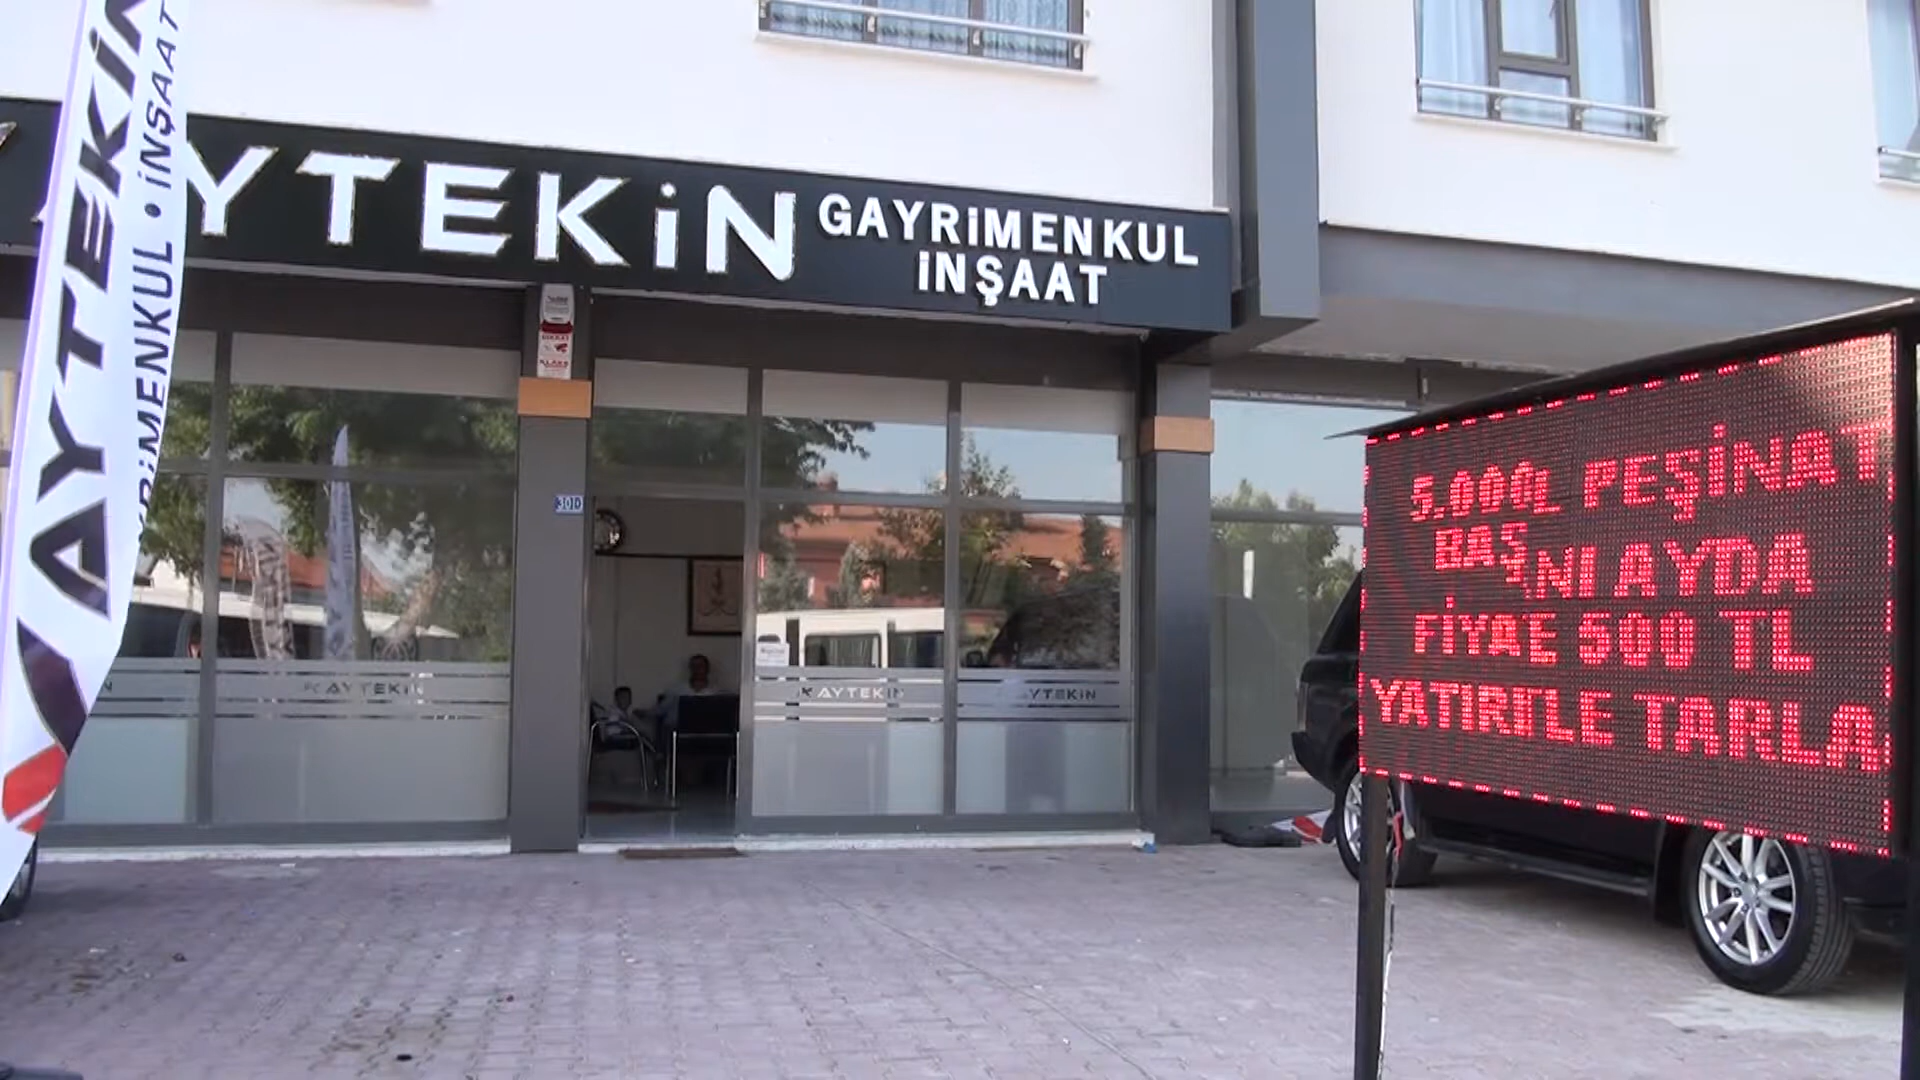 AYTEKİN
GAYRİMENKUL • İNŞAAT
AYTEKİN
GAYRİMENKUL
İNŞAAT
30D
AYTEKİN
AYTEKİN
AYTEKİN
5.000L PEŞİNAT
AYDA
500 TL
TARLA